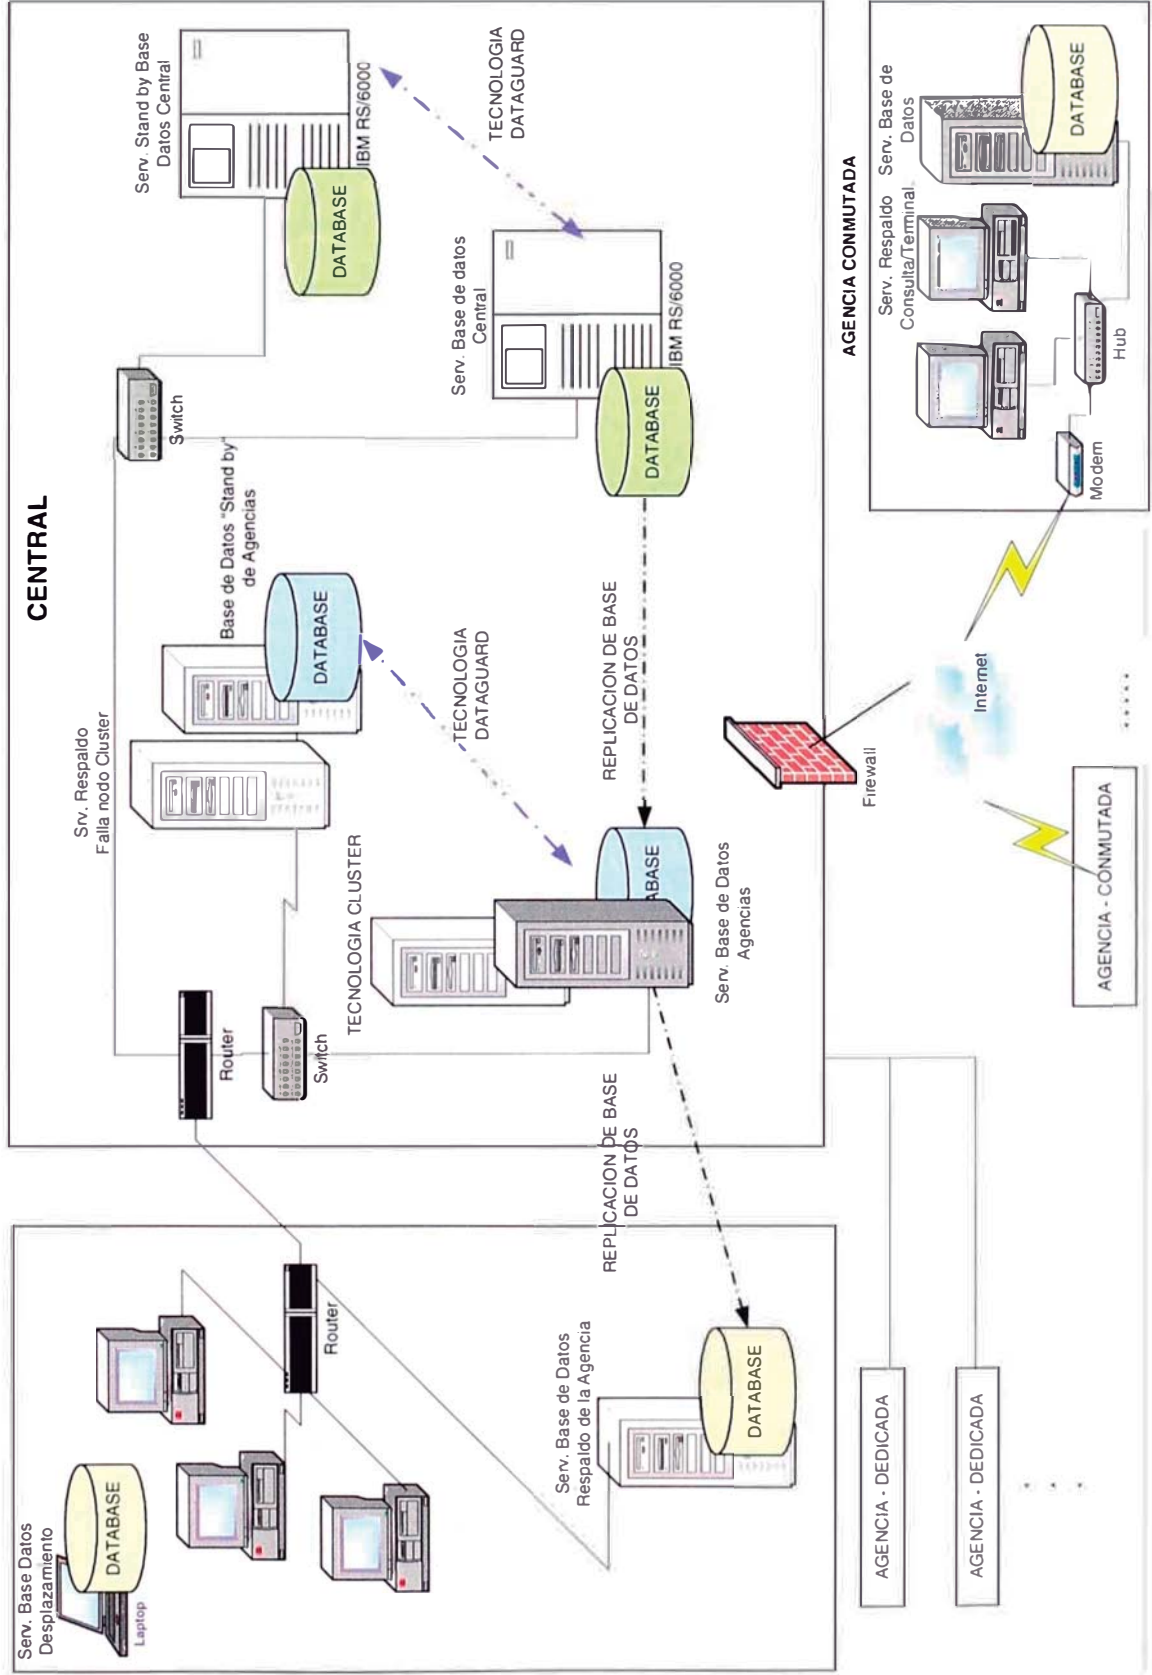 CENTRAL
Serv. Base Datos
Desplazamiento
DATABASE
Laptop
Router
Serv. Base de Datos
Respaldo de la Agencia
DATABASE
REPLICACION DE BASE
DE DATOS
Router
Switch
TECNOLOGIA CLUSTER
Srv. Respaldo
Falla nodo Cluster
Base de Datos "Stand by"
de Agencias
DATABASE
TECNOLOGIA
DATAGUARD
ABASE
Serv. Base de Datos
Agencias
REPLICACION DE BASE
DE DATOS
Switch
Serv. Stand by Base
Datos Central
IBM RS/6000
DATABASE
TECNOLOGIA
DATAGUARD
Serv. Base de datos
Central
IBM RS/6000
DATABASE
Firewall
Internet
AGENCIA CONMUTADA
Serv. Respaldo
Consulta/Terminal.
Serv. Base de
Datos
DATABASE
Hub
Modem
AGENCIA - DEDICADA
AGENCIA - DEDICADA
. . .
AGENCIA - CONMUTADA
.....